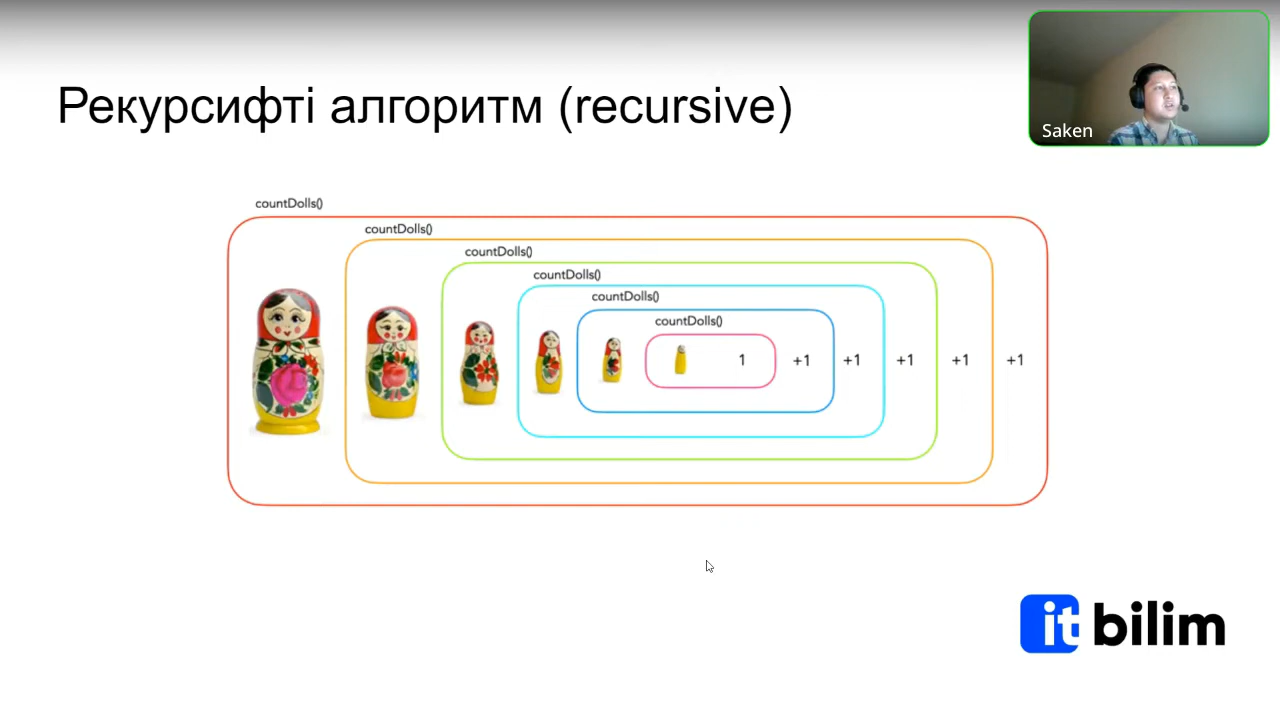 Рекурсифті алгоритм (recursive)
Saken
countDolls()
countDolls()
countDolls()
countDolls()
countDolls()
countDolls()
1 +1 +1 +1 +1 +1
it bilim